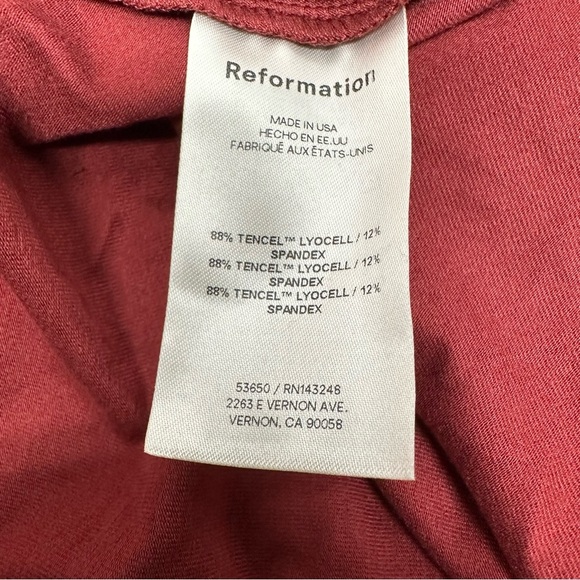 Reformation
MADE IN USA
HECHO EN EE.UU
FABRIQUÉ AUX ÉTATS-UNIS
88% TENCEL™ LYOCELL / 12%
SPANDEX
88% TENCEL™ LYOCELL / 12%
SPANDEX
88% TENCEL™ LYOCELL / 12%
SPANDEX
53650 / RN143248
2263 E VERNON AVE.
VERNON, CA 90058